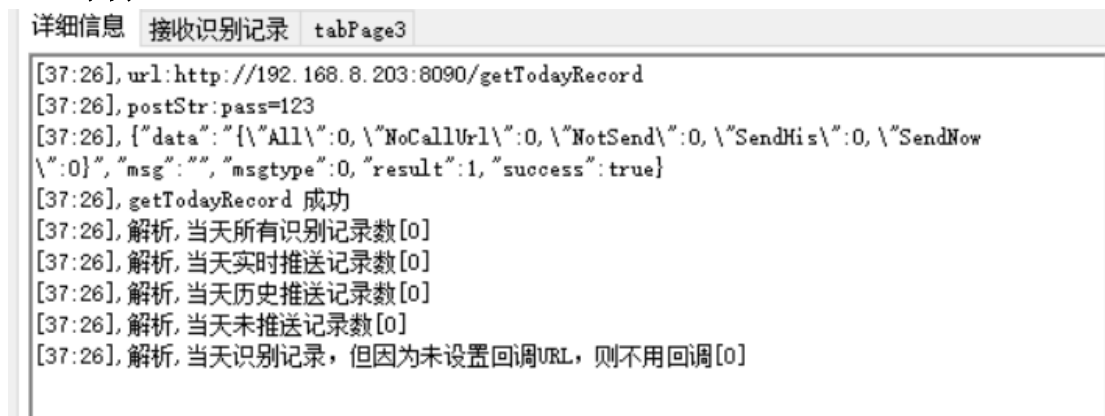 详细信息 接收识别记录 tabPage3
[37:26],url:http://192.168.8.203:8090/getTodayRecord
[37:26],postStr:pass=123
[37:26],{"data":"{\"All\":0,\"NoCallUrl\":0,\"NotSend\":0,\"SendHis\":0,\"SendNow
\":0}","msg":"","msgtype":0,"result":1,"success":true}
[37:26],getTodayRecord 成功
[37:26],解析,当天所有识别记录数[0]
[37:26],解析,当天实时推送记录数[0]
[37:26],解析,当天历史推送记录数[0]
[37:26],解析,当天未推送记录数[0]
[37:26],解析,当天识别记录，但因为未设置回调URL，则不用回调[0]